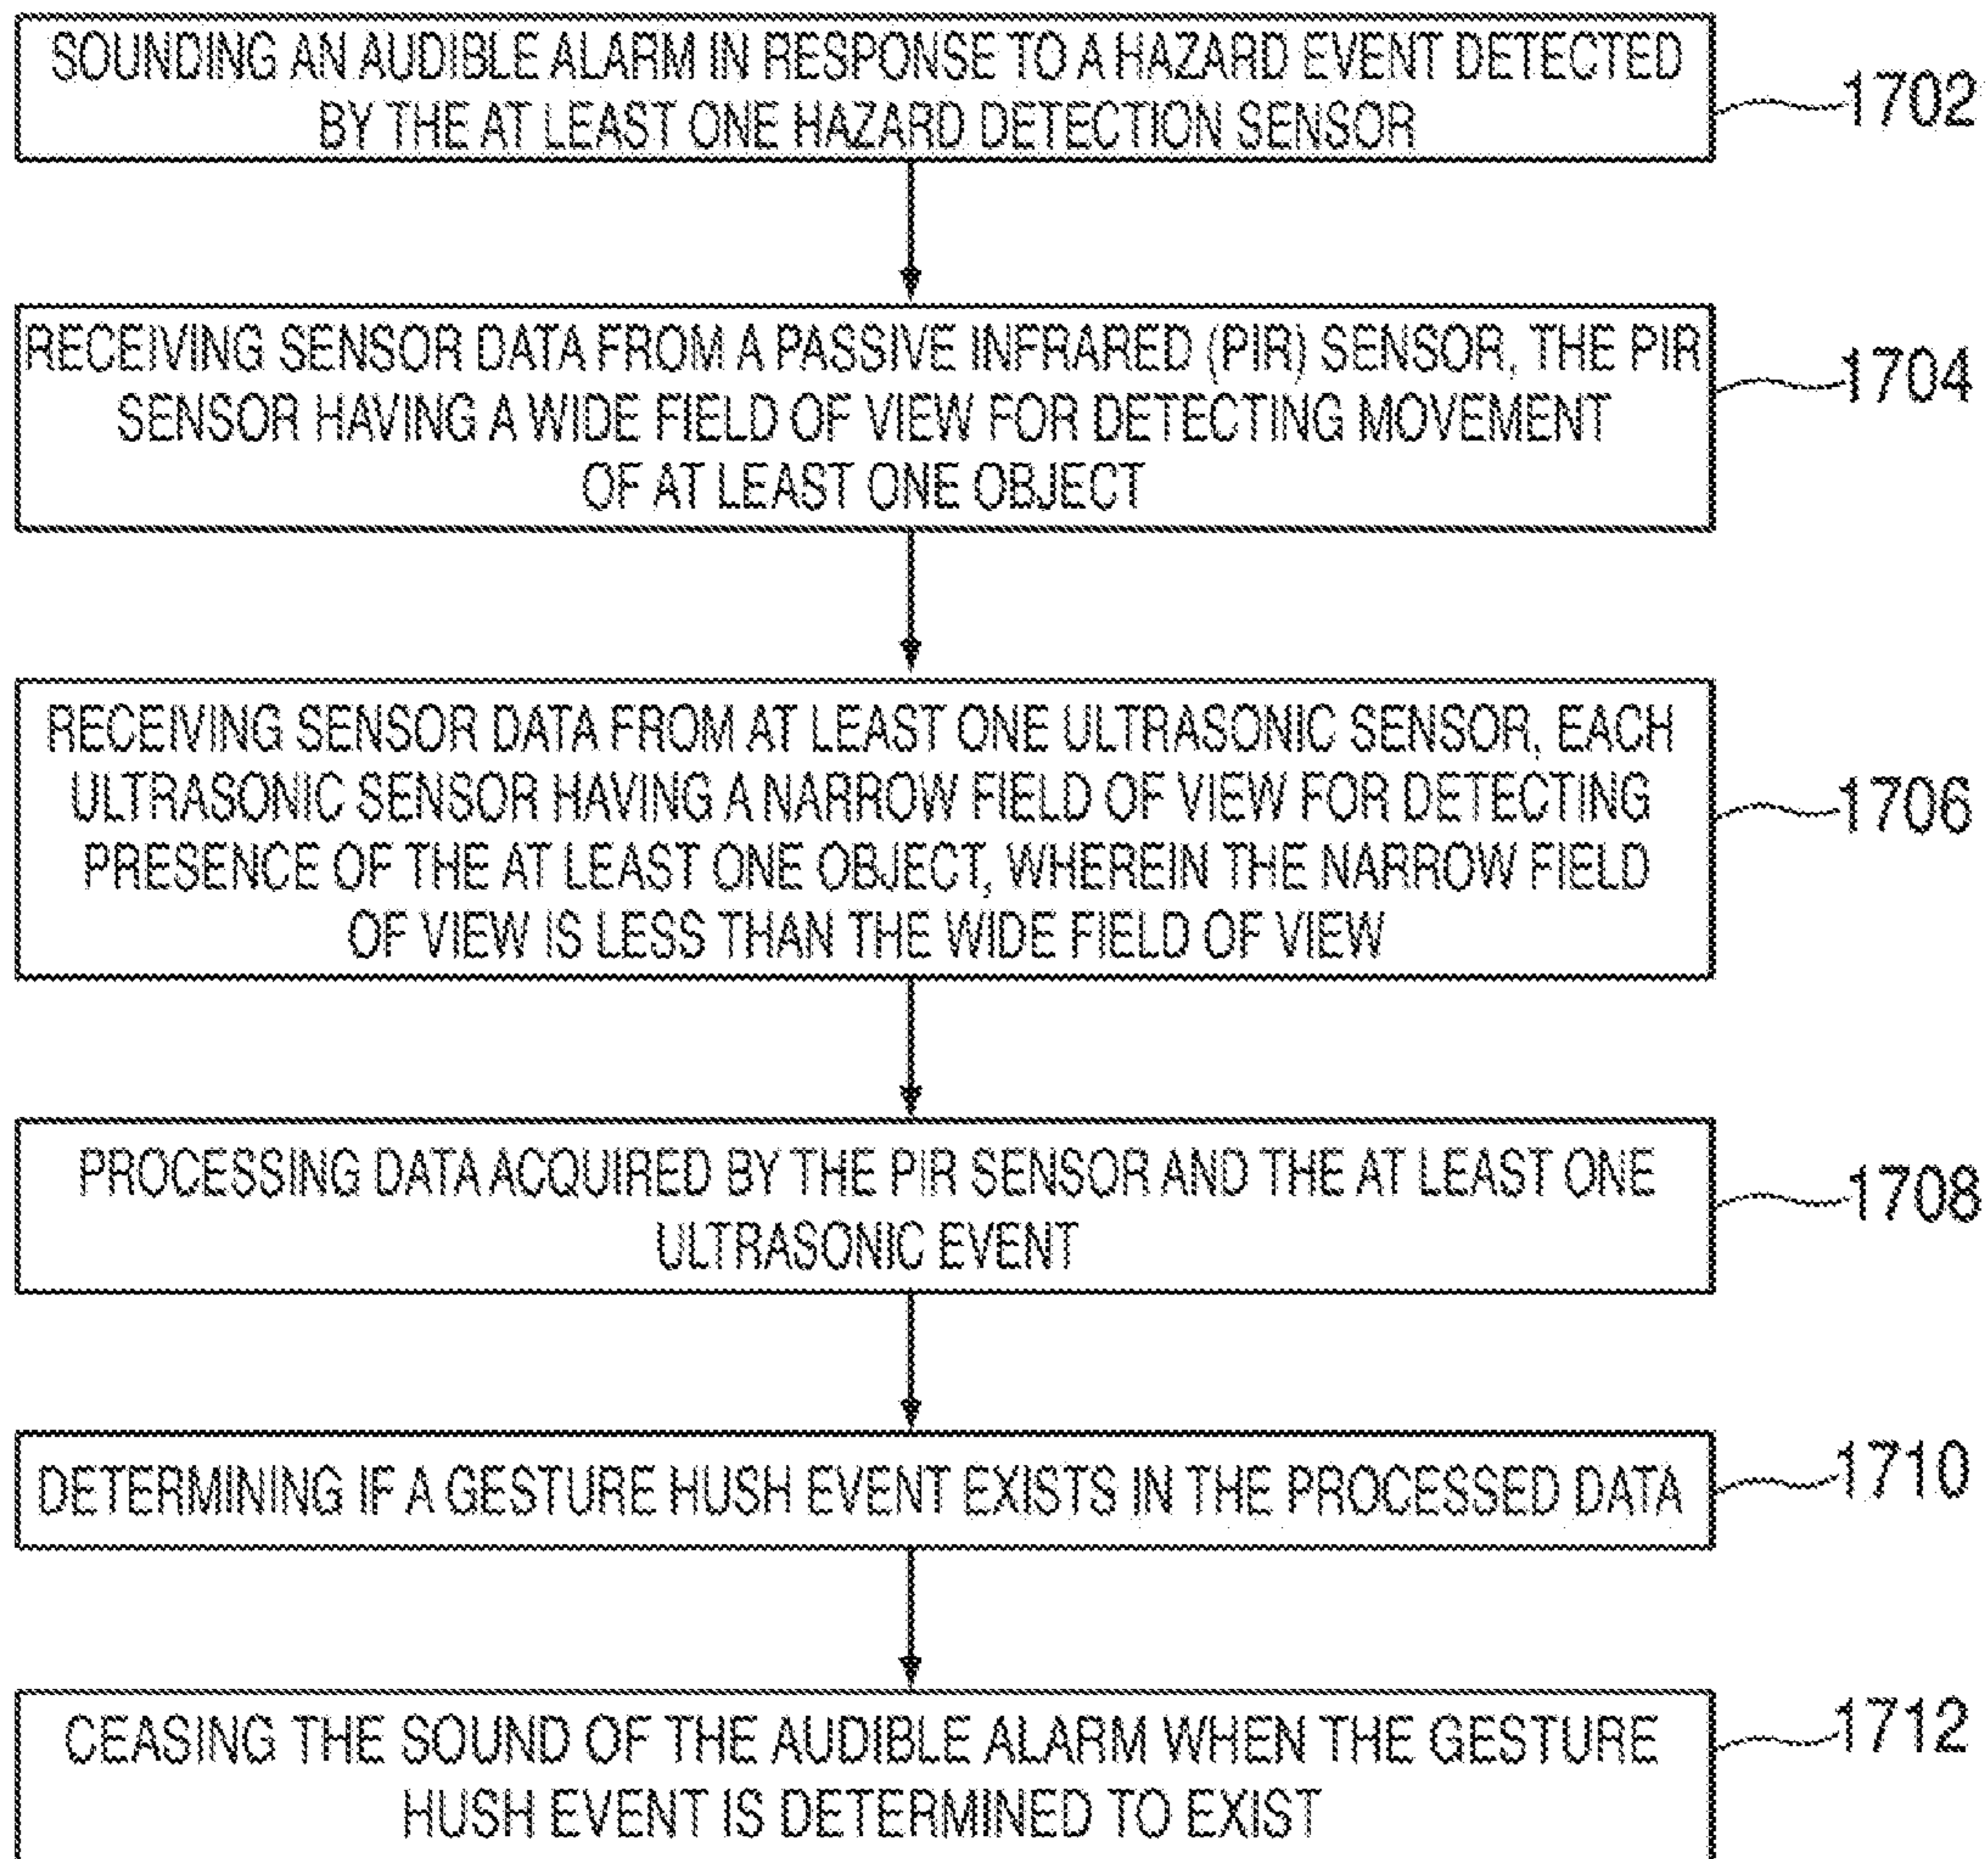 SOUNDING AN AUDIBLE ALARM IN RESPONSE TO A HAZARD EVENT DETECTED
BY THE AT LEAST ONE HAZARD DETECTION SENSOR
1702
RECEIVING SENSOR DATA FROM A PASSIVE INFRARED (PIR) SENSOR, THE PIR
SENSOR HAVING A WIDE FIELD OF VIEW FOR DETECTING MOVEMENT
OF AT LEAST ONE OBJECT
1704
RECEIVING SENSOR DATA FROM AT LEAST ONE ULTRASONIC SENSOR, EACH
ULTRASONIC SENSOR HAVING A NARROW FIELD OF VIEW FOR DETECTING
PRESENCE OF THE AT LEAST ONE OBJECT, WHEREIN THE NARROW FIELD
OF VIEW IS LESS THAN THE WIDE FIELD OF VIEW
1706
PROCESSING DATA ACQUIRED BY THE PIR SENSOR AND THE AT LEAST ONE
ULTRASONIC EVENT
1708
DETERMINING IF A GESTURE HUSH EVENT EXISTS IN THE PROCESSED DATA
1710
CEASING THE SOUND OF THE AUDIBLE ALARM WHEN THE GESTURE
HUSH EVENT IS DETERMINED TO EXIST
1712